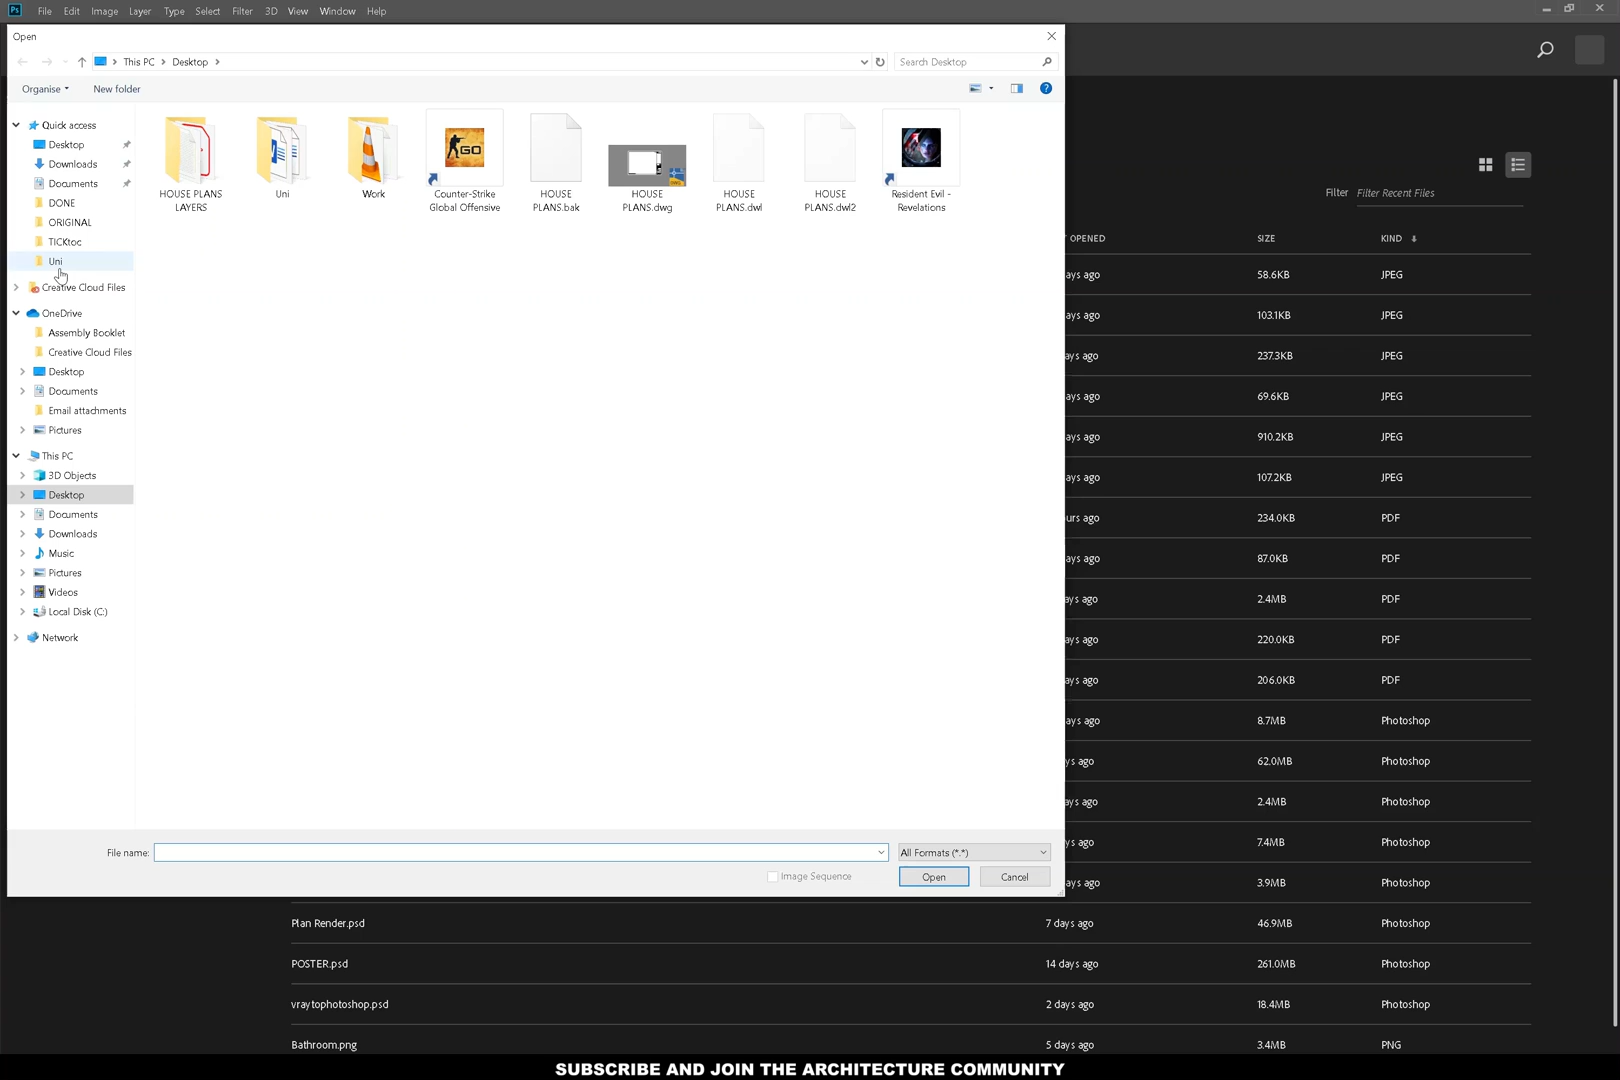 Ps File Edit Image Layer Type Select Filter 3D View Window Help
Open
This PC Desktop
Search Desktop
Organise New folder
Quick access
Desktop
Downloads
Documents
DONE
ORIGINAL
TICKtoc
Uni
Creative Cloud Files
OneDrive
Assembly Booklet
Creative Cloud Files
Desktop
Documents
Email attachments
Pictures
This PC
3D Objects
Desktop
Documents
Downloads
Music
Pictures
Videos
Local Disk (C:)
Network
HOUSE PLANS
LAYERS
Uni
Work
GO
Counter-Strike
Global Offensive
HOUSE
PLANS.bak
HOUSE
PLANS.dwg
HOUSE
PLANS.dwl
HOUSE
PLANS.dwl2
Resident Evil -
Revelations
File name:
All Formats (*.*)
Image Sequence
Open Cancel
Filter Filter Recent Files
OPENED SIZE KIND
ays ago 58.6KB JPEG
ays ago 103.1KB JPEG
ays ago 237.3KB JPEG
ays ago 69.6KB JPEG
ays ago 910.2KB JPEG
ays ago 107.2KB JPEG
urs ago 234.0KB PDF
ays ago 87.0KB PDF
ays ago 2.4MB PDF
ays ago 220.0KB PDF
ays ago 206.0KB PDF
ays ago 8.7MB Photoshop
ys ago 62.0MB Photoshop
ays ago 2.4MB Photoshop
ys ago 7.4MB Photoshop
ays ago 3.9MB Photoshop
Plan Render.psd 7 days ago 46.9MB Photoshop
POSTER.psd 14 days ago 261.0MB Photoshop
vraytophotoshop.psd 2 days ago 18.4MB Photoshop
Bathroom.png 5 days ago 3.4MB PNG
SUBSCRIBE AND JOIN THE ARCHITECTURE COMMUNITY